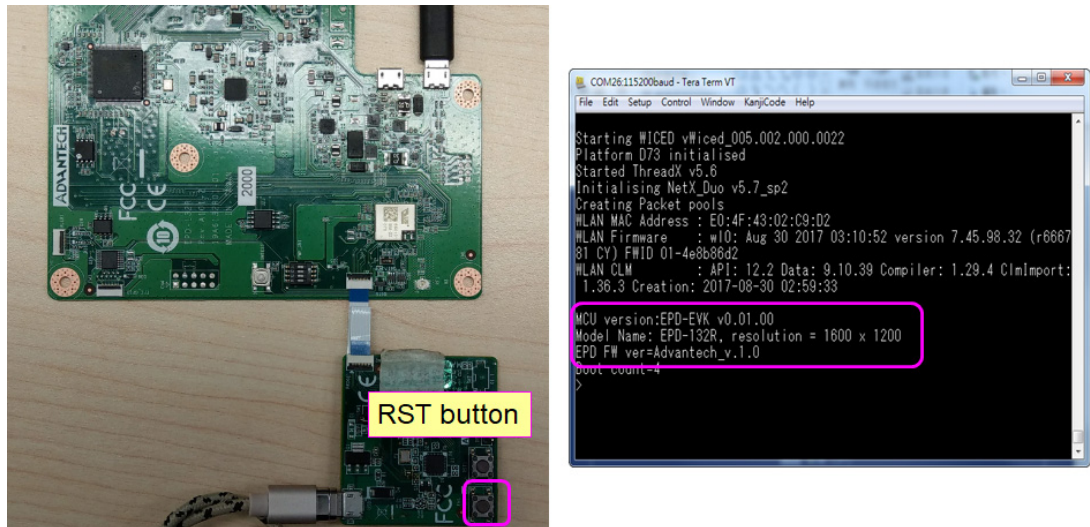 ADVANTECH
FCC
CE
2000
RST button
FCC
CE
COM26:115200baud - Tera Term VT
File Edit Setup Control Window KanjiCode Help
Starting WICED vWiced_005.002.000.0022
Platform D73 initialised
Started ThreadX v5.6
Initialising NetX_Duo v5.7_sp2
Creating Packet pools
WLAN MAC Address : E0:4F:43:02:C9:D2
WLAN Firmware : wl0: Aug 30 2017 03:10:52 version 7.45.98.32 (r6667
81 CY) FWID 01-4e8b86d2
WLAN CLM : API: 12.2 Data: 9.10.39 Compiler: 1.29.4 ClmImport:
1.36.3 Creation: 2017-08-30 02:59:33
MCU version:EPD-EVK v0.01.00
Model Name: EPD-132R, resolution = 1600 x 1200
EPD FW ver=Advantech_v.1.0
Boot count-4
>